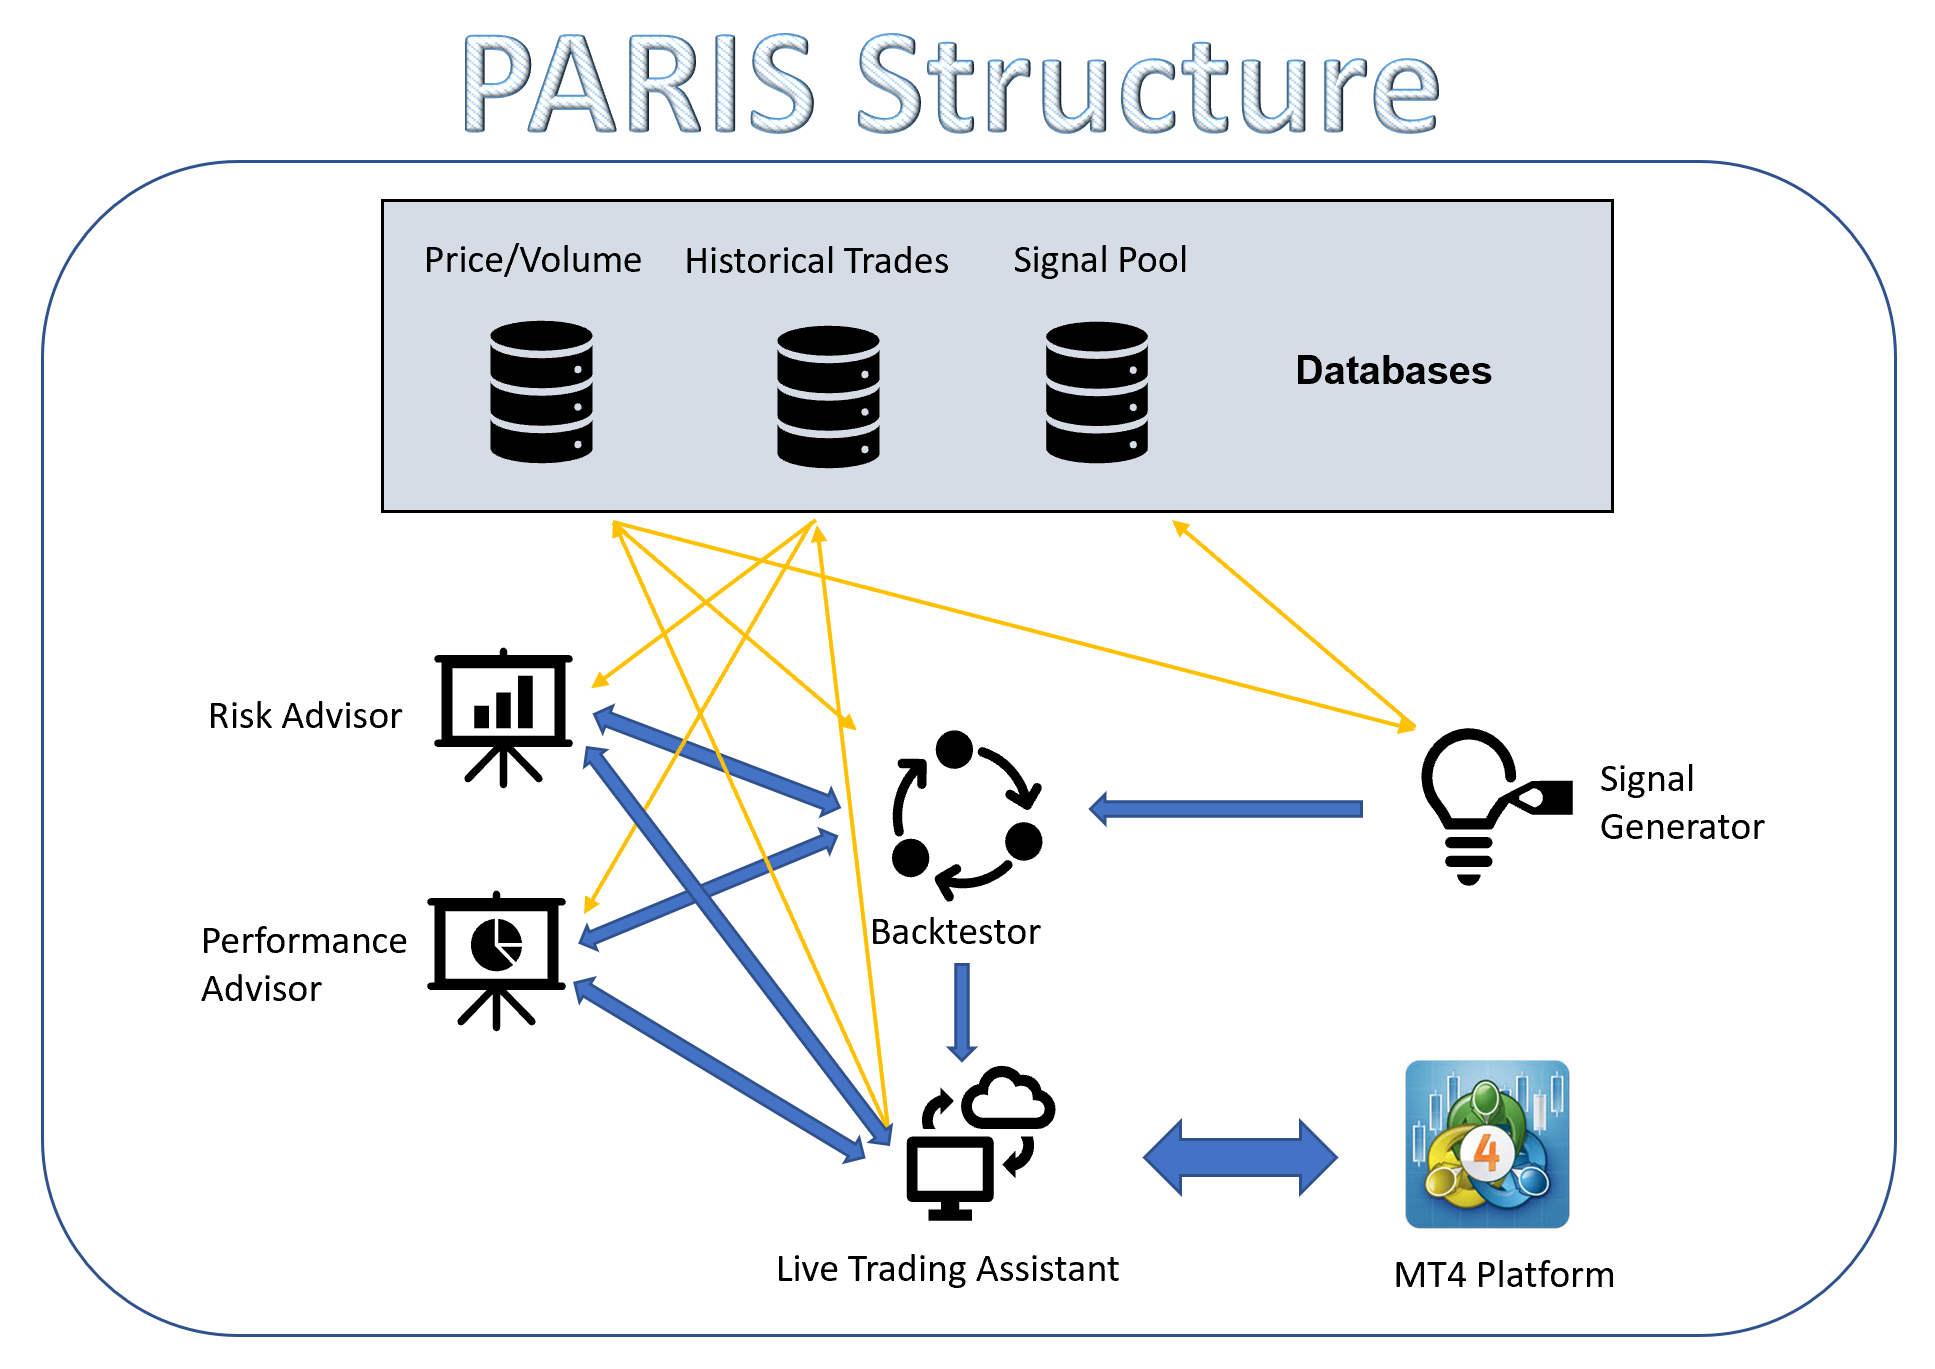 PARIS Structure
Price/Volume
Historical Trades
Signal Pool
Databases
Risk Advisor
Signal
Generator
Performance
Advisor
Backtestor
4
Live Trading Assistant
MT4 Platform